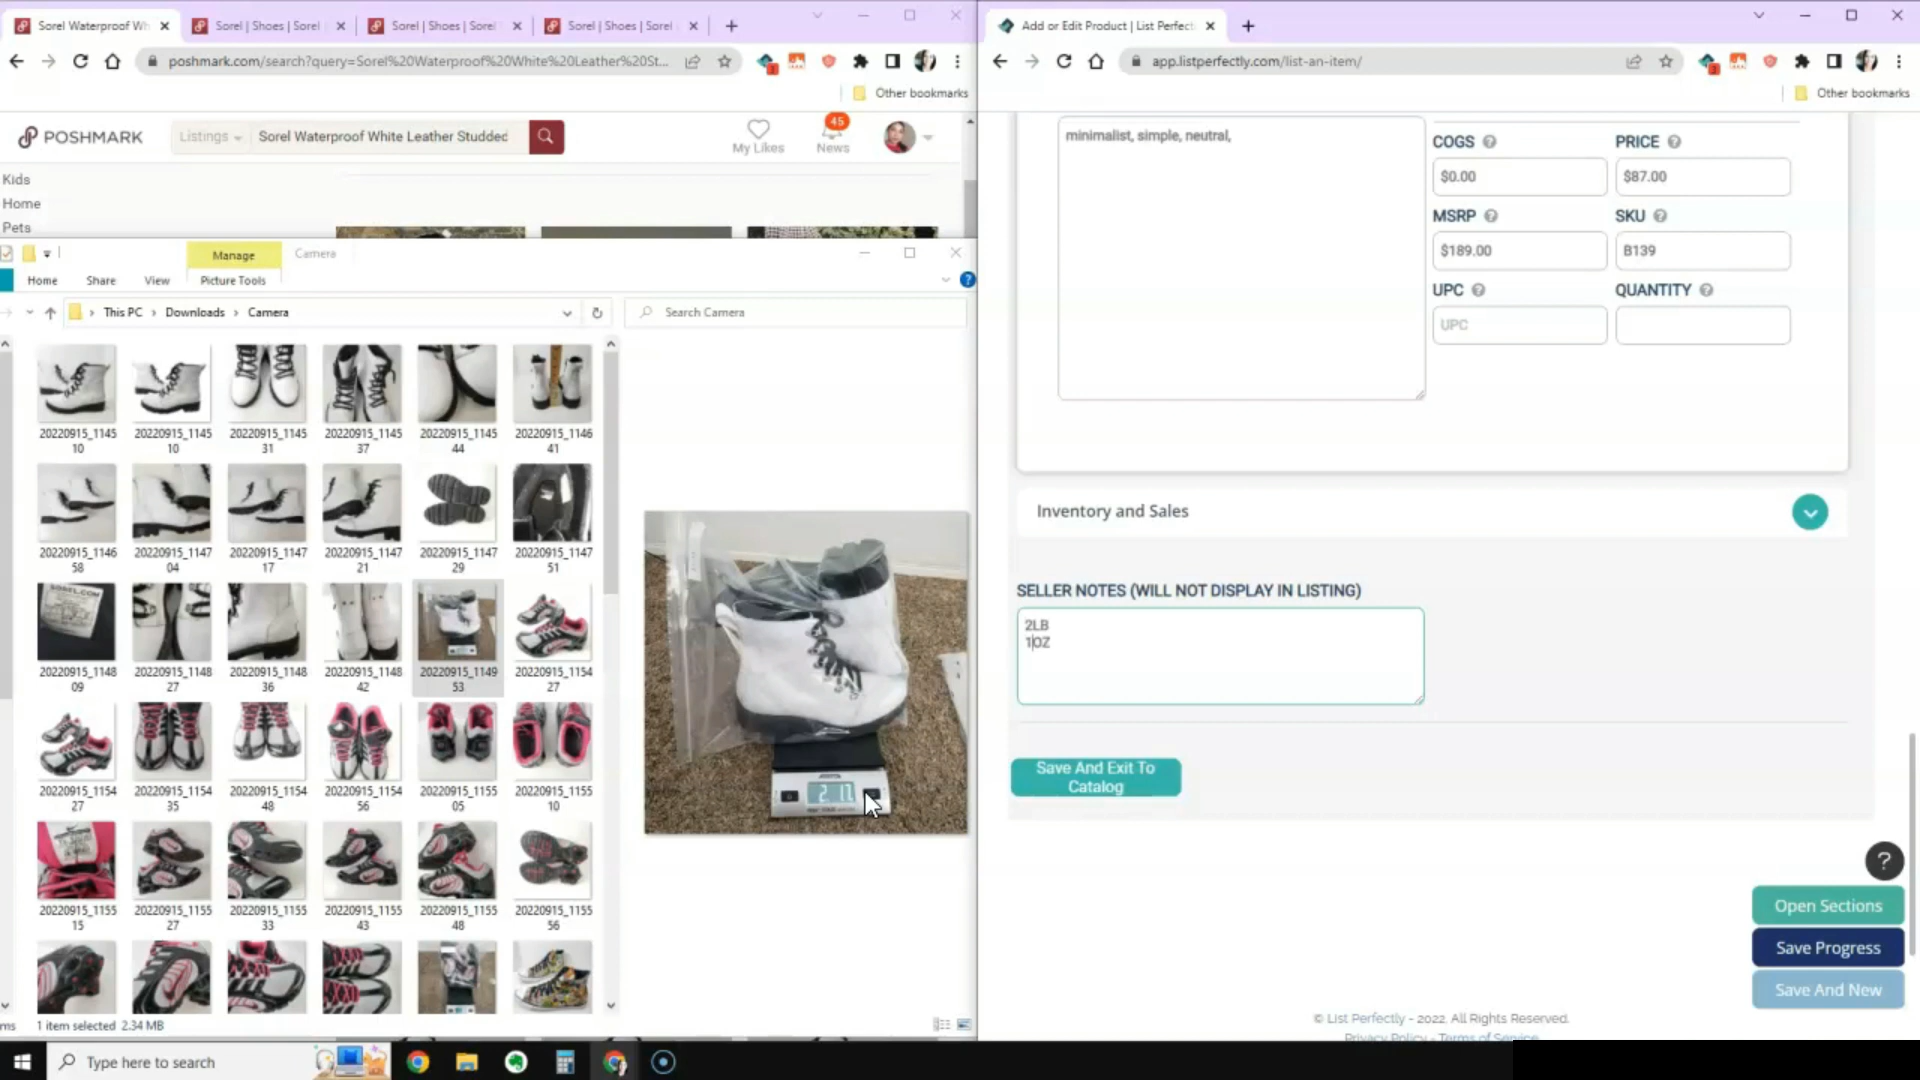 Sorel Waterproof Wh
Sorel | Shoes | Sorel
Sorel | Shoes | Sorel
Sorel | Shoes | Sorel
Add or Edit Product | List Perfect
poshmark.com/search?query=Sorel%20Waterproof%20White%20Leather%20St...
app.listperfectly.com/list-an-item/
Other bookmarks
Other bookmarks
POSHMARK
Listings
Sorel Waterproof White Leather Studded
My Likes
45
News
Kids
Home
Pets
Manage
Camera
Home
Share
View
Picture Tools
This PC > Downloads > Camera
Search Camera
20220915_1145
10
20220915_1145
10
20220915_1145
31
20220915_1145
37
20220915_1145
44
20220915_1146
41
20220915_1146
58
20220915_1147
04
20220915_1147
17
20220915_1147
21
20220915_1147
29
20220915_1147
51
20220915_1148
09
20220915_1148
27
20220915_1148
36
20220915_1148
42
20220915_1149
53
20220915_1154
27
20220915_1154
27
20220915_1154
35
20220915_1154
48
20220915_1154
56
20220915_1155
05
20220915_1155
10
20220915_1155
15
20220915_1155
27
20220915_1155
33
20220915_1155
43
20220915_1155
48
20220915_1155
56
ms
1 item selected 2.34 MB
minimalist, simple, neutral,
COGS
PRICE
$0.00
$87.00
MSRP
SKU
$189.00
B139
UPC
QUANTITY
UPC
Inventory and Sales
SELLER NOTES (WILL NOT DISPLAY IN LISTING)
2LB
1OZ
Save And Exit To
Catalog
?
Open Sections
Save Progress
Save And New
© List Perfectly - 2022. All Rights Reserved.
Privacy Policy - Terms of Service
Type here to search